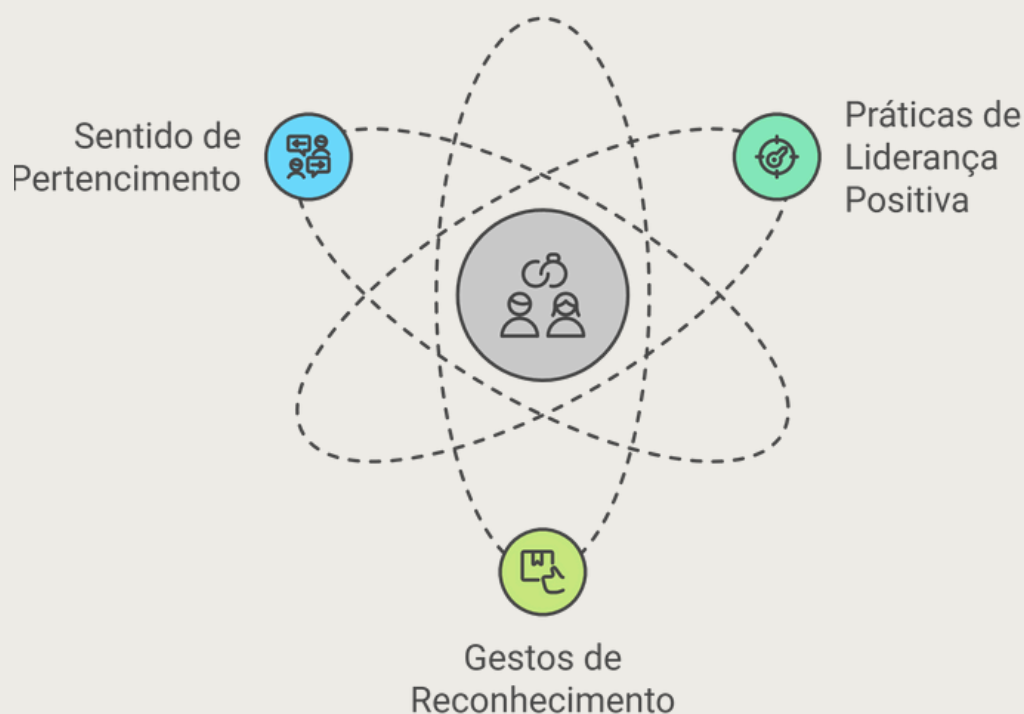 Sentido de
Pertencimento
Práticas de
Liderança
Positiva
Gestos de
Reconhecimento